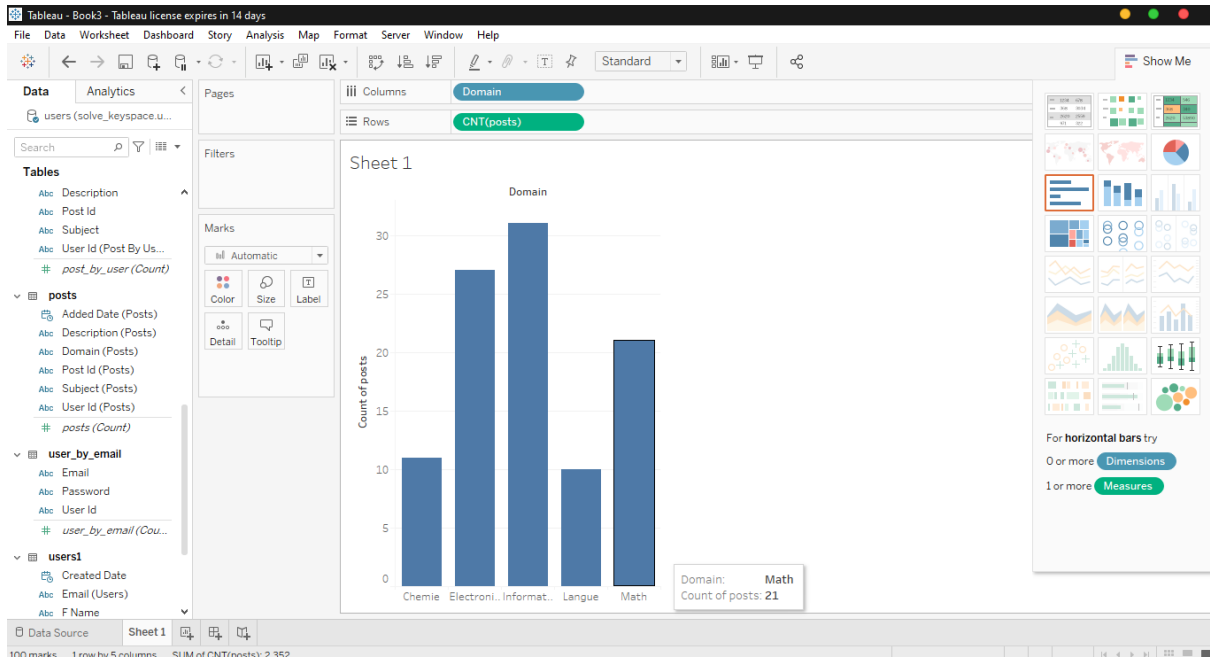 Tableau - Book3 - Tableau license expires in 14 days
File Data Worksheet Dashboard Story Analysis Map Format Server Window Help
Standard
Show Me
Data Analytics
users (solve_keyspace.u...
Search
Tables
Abc Description
Abc Post Id
Abc Subject
Abc User Id (Post By Us...
# post_by_user (Count)
posts
Added Date (Posts)
Abc Description (Posts)
Abc Domain (Posts)
Abc Post Id (Posts)
Abc Subject (Posts)
Abc User Id (Posts)
# posts (Count)
user_by_email
Abc Email
Abc Password
Abc User Id
# user_by_email (Cou...
users1
Created Date
Abc Email (Users)
Abc F Name
Pages
Filters
Marks
Automatic
Color Size Label
Detail Tooltip
Columns Domain
Rows CNT(posts)
Sheet 1
Domain
Count of posts
30
25
20
15
10
5
0
Chemie Electroni.. Informat.. Langue Math
Domain: Math
Count of posts: 21
For horizontal bars try
0 or more Dimensions
1 or more Measures
Data Source Sheet 1
100 marks 1 row by 5 columns SUM of CNT(posts): 2,352